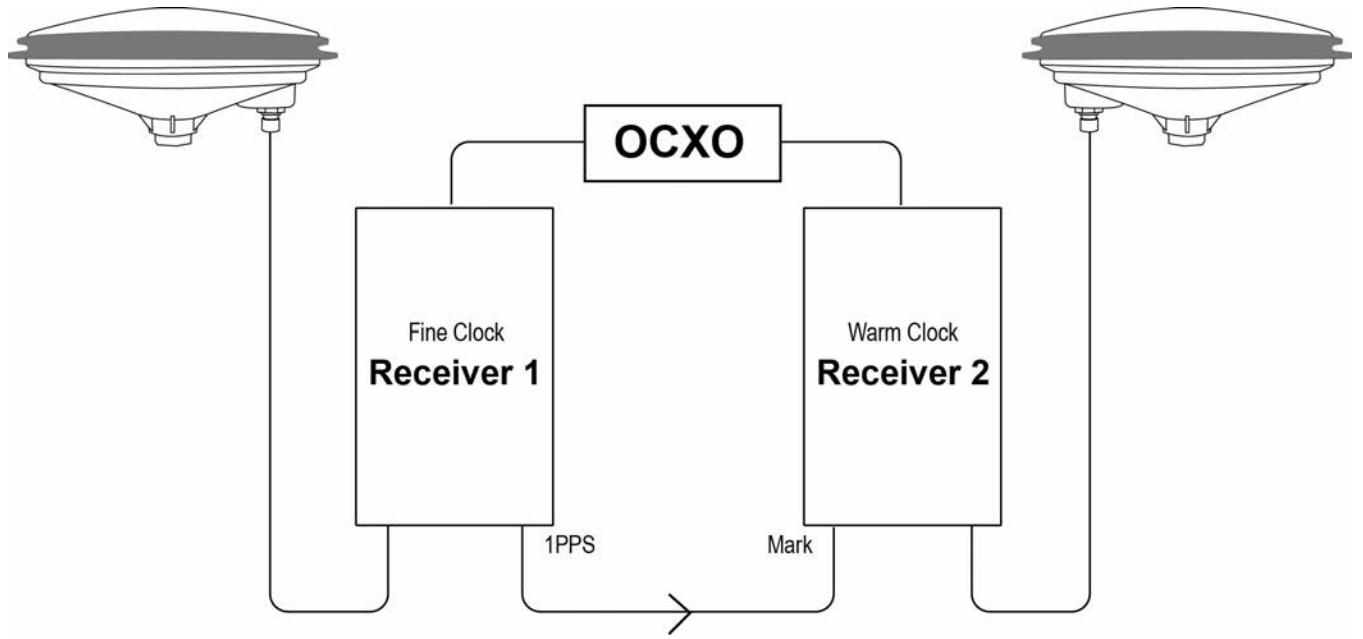 OCXO
Fine Clock
Receiver 1
Warm Clock
Receiver 2
1PPS
Mark